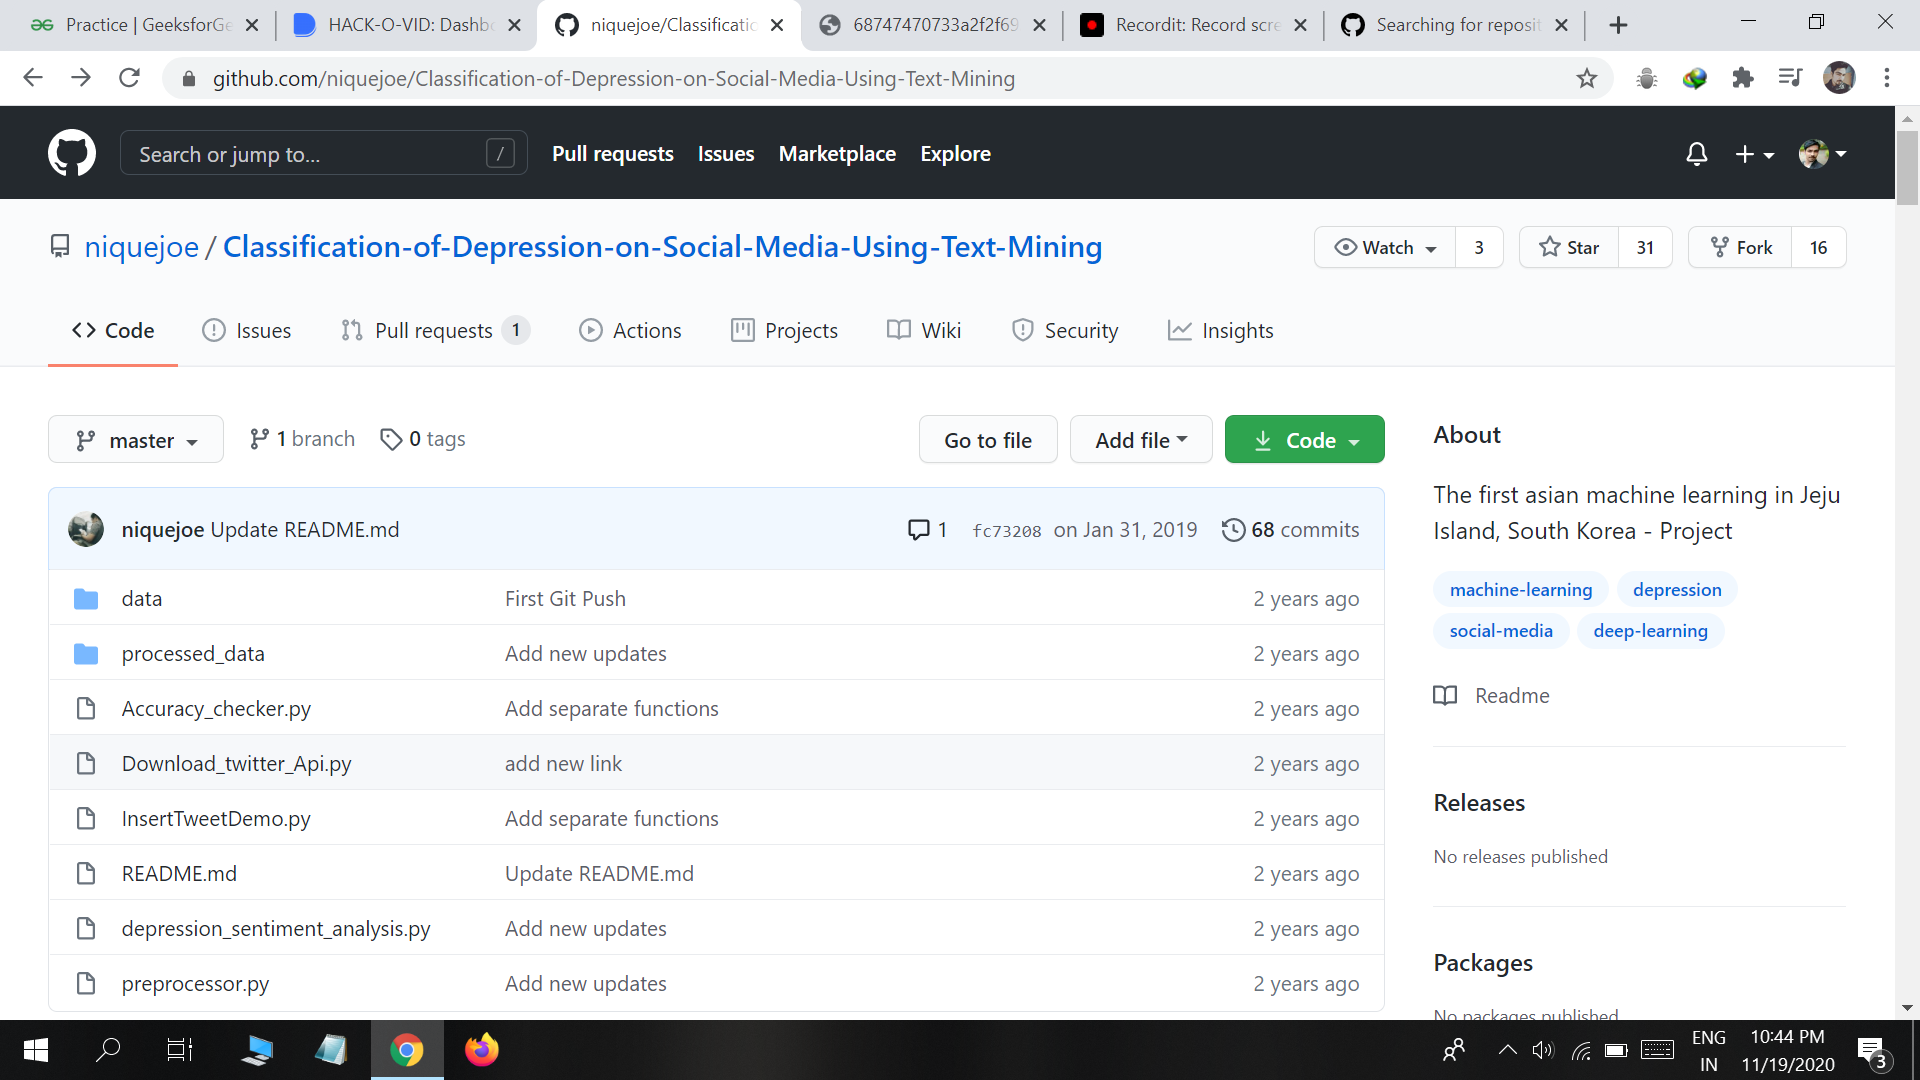 Practice | GeeksforGe
HACK-O-VID: Dashbo
niquejoe/Classificatio
68747470733a2f2f69
Recordit: Record scre
Searching for reposit
github.com/niquejoe/Classification-of-Depression-on-Social-Media-Using-Text-Mining
Search or jump to...
/
Pull requests
Issues
Marketplace
Explore
niquejoe / Classification-of-Depression-on-Social-Media-Using-Text-Mining
Watch 3
Star 31
Fork 16
Code
Issues
Pull requests 1
Actions
Projects
Wiki
Security
Insights
master
1 branch
0 tags
Go to file
Add file
Code
niquejoe Update README.md
1 fc73208 on Jan 31, 2019 68 commits
data First Git Push 2 years ago
processed_data Add new updates 2 years ago
Accuracy_checker.py Add separate functions 2 years ago
Download_twitter_Api.py add new link 2 years ago
InsertTweetDemo.py Add separate functions 2 years ago
README.md Update README.md 2 years ago
depression_sentiment_analysis.py Add new updates 2 years ago
preprocessor.py Add new updates 2 years ago
About
The first asian machine learning in Jeju
Island, South Korea - Project
machine-learning depression
social-media deep-learning
Readme
Releases
No releases published
Packages
No packages published
ENG
IN
10:44 PM
11/19/2020
3